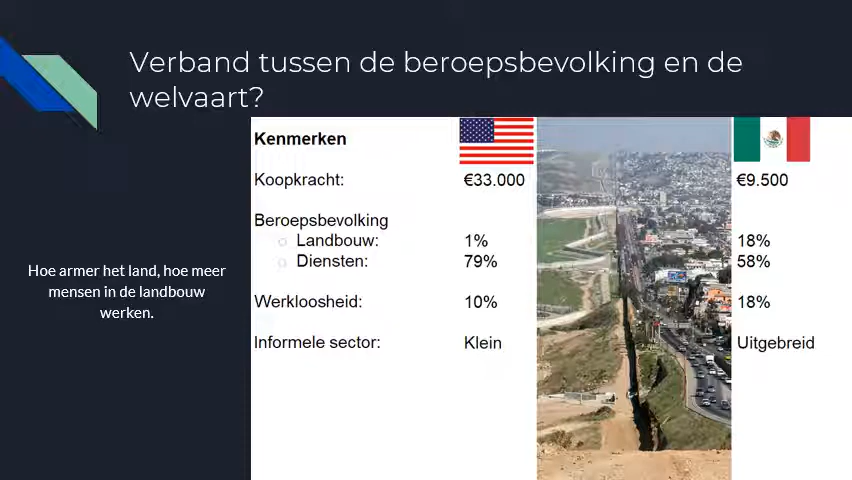 Verband tussen de beroepsbevolking en de
welvaart?
Hoe armer het land, hoe meer
mensen in de landbouw
werken.
Kenmerken
Koopkracht: €33.000 €9.500
Beroepsbevolking
Landbouw: 1% 18%
Diensten: 79% 58%
Werkloosheid: 10% 18%
Informele sector: Klein Uitgebreid